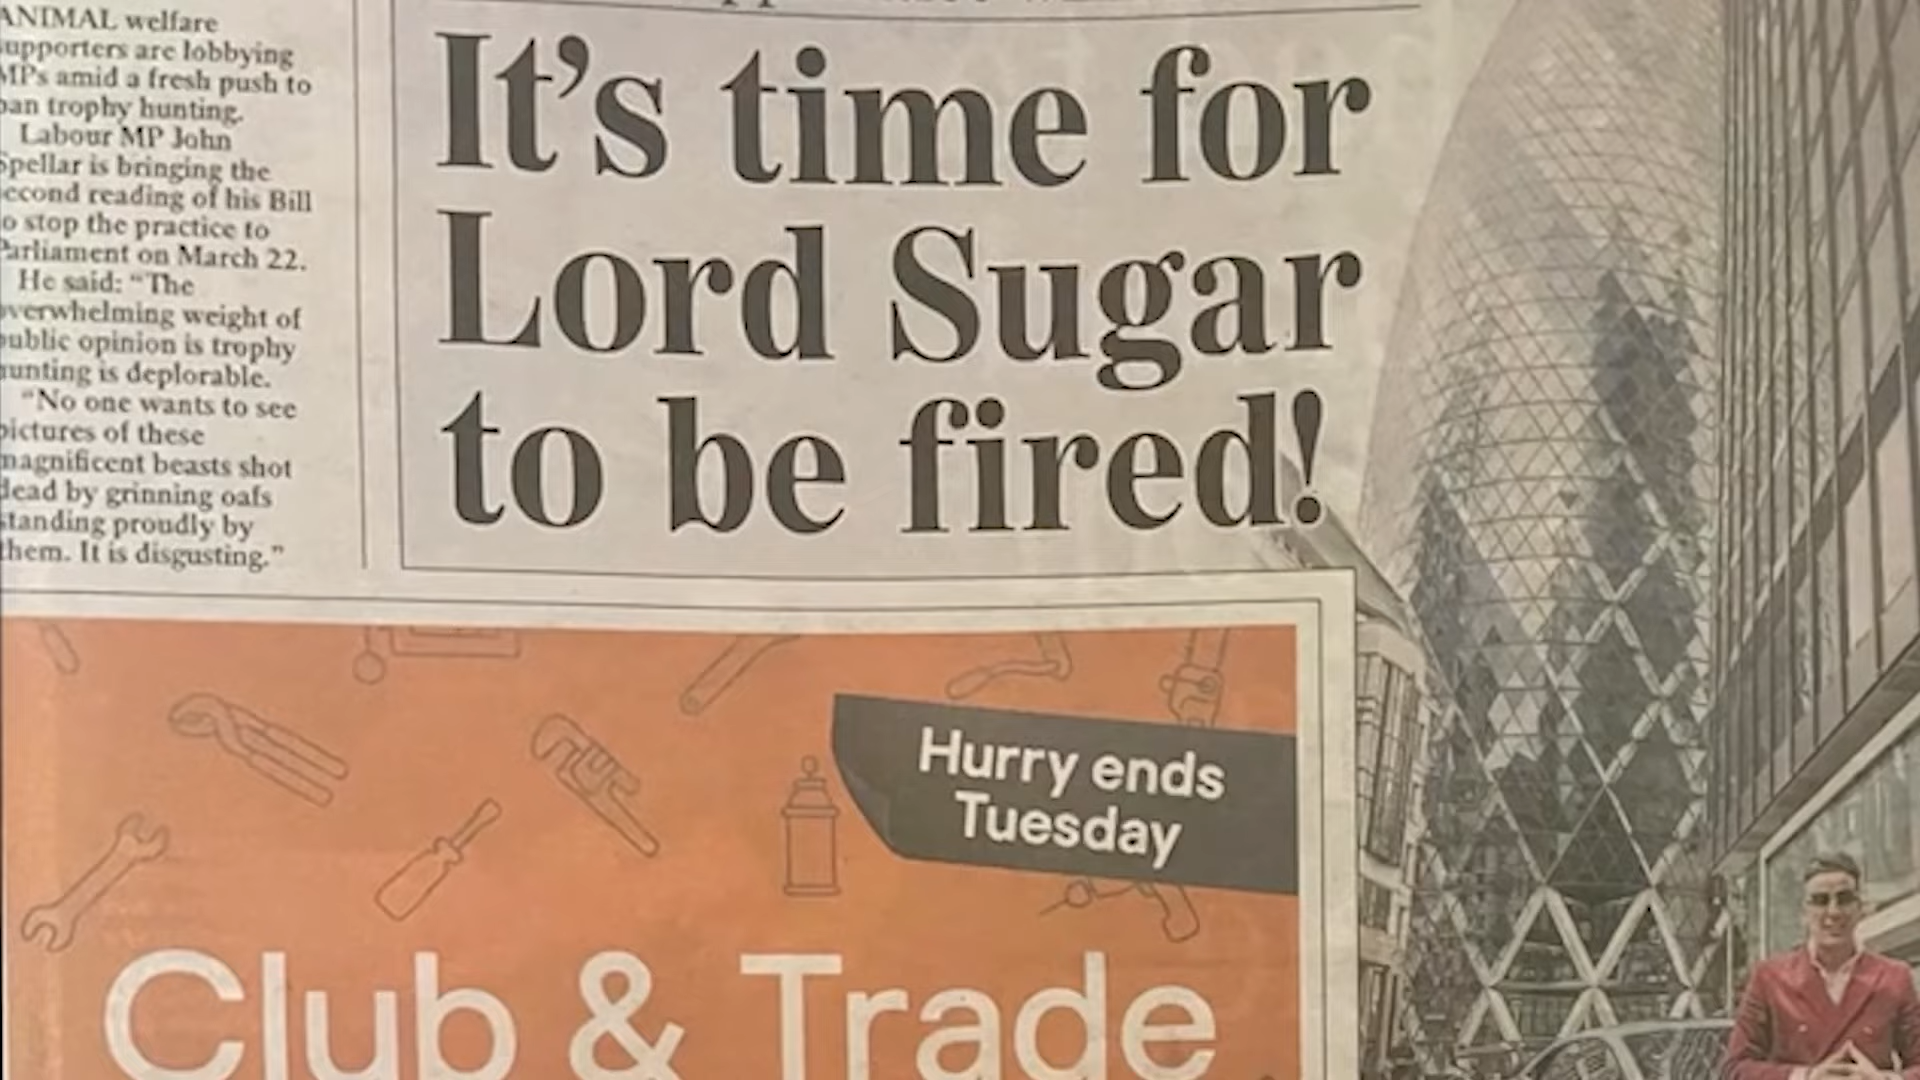 ANIMAL welfare
supporters are lobbying
MPs amid a fresh push to
ban trophy hunting.
Labour MP John
Spellar is bringing the
second reading of his Bill
to stop the practice to
Parliament on March 22.
He said: “The
overwhelming weight of
public opinion is trophy
hunting is deplorable.
“No one wants to see
pictures of these
magnificent beasts shot
dead by grinning oafs
standing proudly by
them. It is disgusting.”
It’s time for
Lord Sugar
to be fired!
Hurry ends
Tuesday
Club & Trade